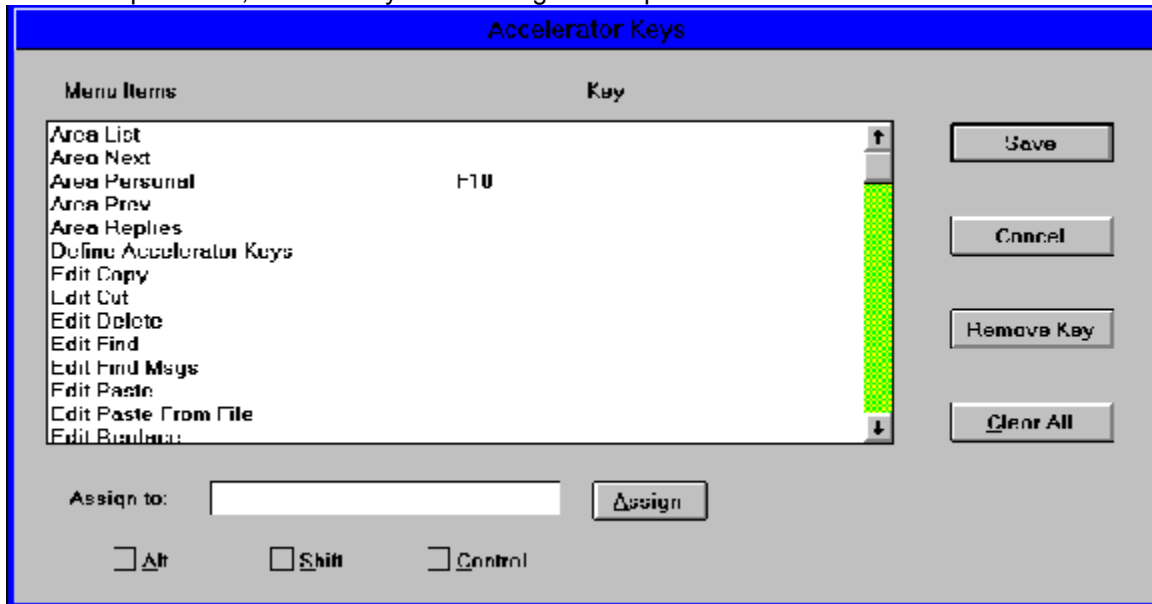 Accelerator Keys
Menu Items Key
Area List
Area Next
Area Personal F10
Area Prev
Area Replies
Define Accelerator Keys
Edit Copy
Edit Cut
Edit Delete
Edit Find
Edit Find Msgs
Edit Paste
Edit Paste From File
Edit Replace
Save
Cancel
Remove Key
Clear All
Assign to: Assign
Alt Shift Control